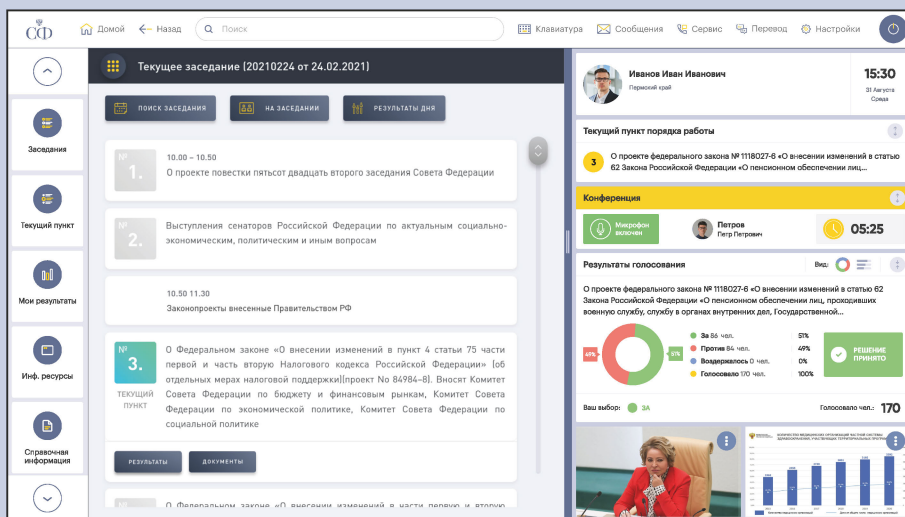 СФ
Домой
Назад
Поиск
Клавиатура
Сообщения
Сервис
Перевод
Настройки
Заседания
Текущий пункт
Мои результаты
Инф. ресурсы
Справочная
информация
Текущее заседание (20210224 от 24.02.2021)
ПОИСК ЗАСЕДАНИЯ
НА ЗАСЕДАНИИ
РЕЗУЛЬТАТЫ ДНЯ
№
1.
10.00 – 10.50
О проекте повестки пятьсот двадцать второго заседания Совета Федерации
№
2.
Выступления сенаторов Российской Федерации по актуальным социально-
экономическим, политическим и иным вопросам
10.50 11.30
Законопроекты внесенные Правительством РФ
№
3.
ТЕКУЩИЙ
ПУНКТ
О Федеральном законе «О внесении изменений в пункт 4 статьи 75 части
первой и часть вторую Налогового кодекса Российской Федерации» (об
отдельных мерах налоговой поддержки)(проект No 84984-8). Вносят Комитет
Совета Федерации по бюджету и финансовым рынкам, Комитет Совета
Федерации по экономической политике, Комитет Совета Федерации по
социальной политике
РЕЗУЛЬТАТЫ
ДОКУМЕНТЫ
№
О Федеральном законе «О внесении изменений в части первую и вторую
Иванов Иван Иванович
Пермский край
15:30
31 Августа
Среда
Текущий пункт порядка работы
3
О проекте федерального закона № 1118027-6 «О внесении изменений в статью
62 Закона Российской Федерации «О пенсионном обеспечении лиц...
Конференция
Микрофон
включен
Петров
Петр Петрович
05:25
Результаты голосования
Вид:
О проекте федерального закона № 1118027-6 «О внесении изменений в статью 62
Закона Российской Федерации «О пенсионном обеспечении лиц, проходивших
военную службу, службу в органах внутренних дел, Государственной...
49%
51%
За 86 чел. 51%
Против 84 чел. 49%
Воздержалось 0 чел. 0%
Голосовало 170 чел. 100%
РЕШЕНИЕ
ПРИНЯТО
Ваш выбор: ЗА
Голосовало чел.: 170